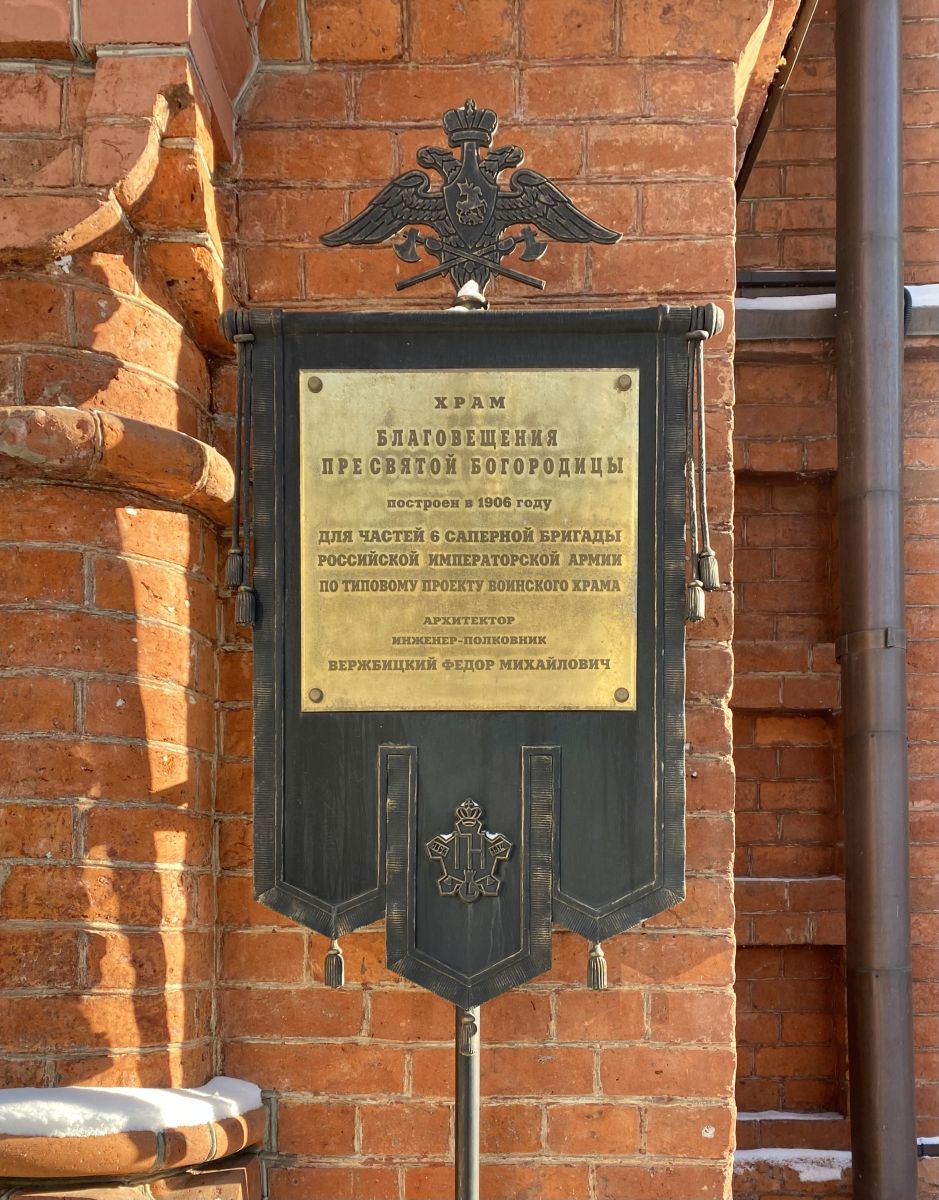 ХРАМ
БЛАГОВЕЩЕНИЯ
ПРЕСВЯТОЙ БОГОРОДИЦЫ
построен в 1906 году
ДЛЯ ЧАСТЕЙ 6 САПЕРНОЙ БРИГАДЫ
РОССИЙСКОЙ ИМПЕРАТОРСКОЙ АРМИИ
ПО ТИПОВОМУ ПРОЕКТУ ВОИНСКОГО ХРАМА
АРХИТЕКТОР
ИНЖЕНЕР-ПОЛКОВНИК
ВЕРЖБИЦКИЙ ФЕДОР МИХАЙЛОВИЧ